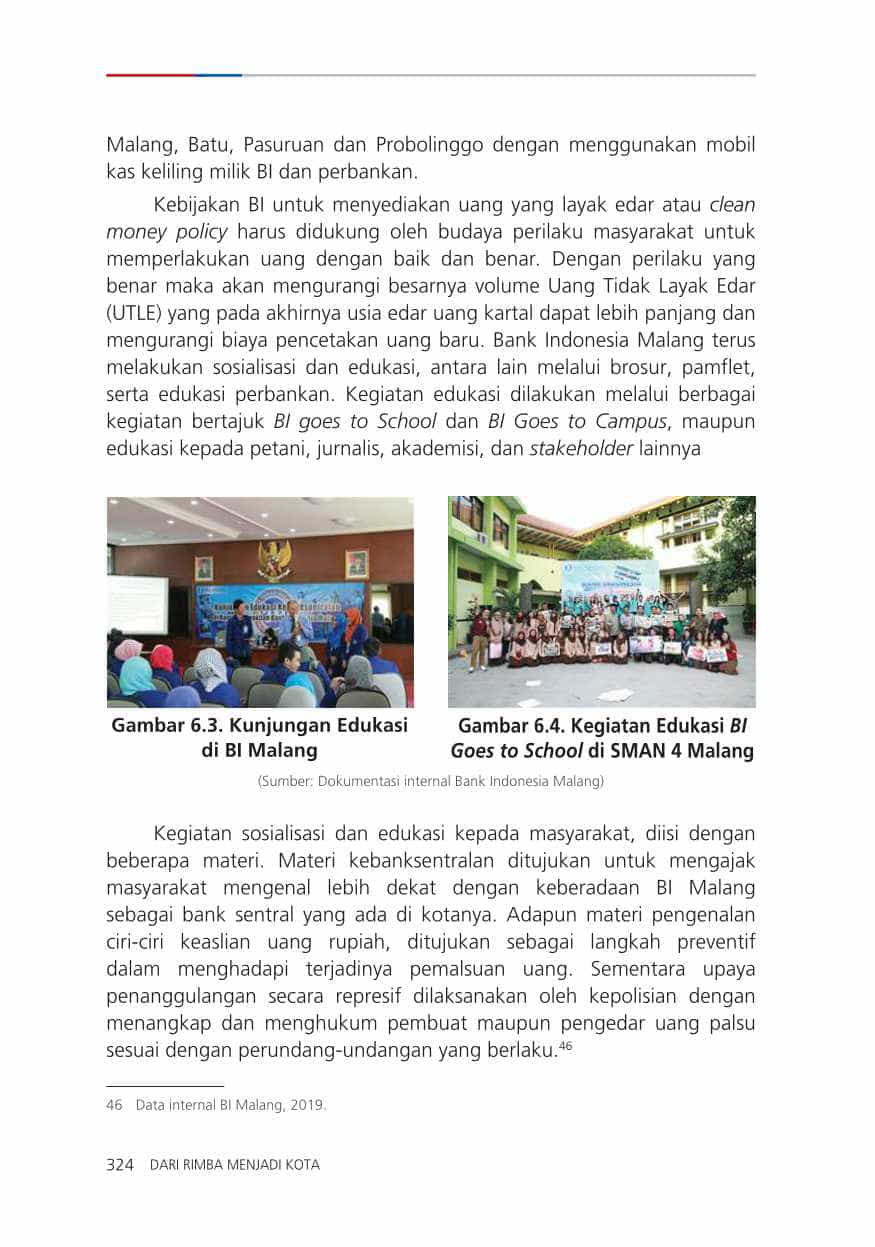 Malang, Batu, Pasuruan dan Probolinggo dengan menggunakan mobil
kas keliling milik BI dan perbankan.
Kebijakan BI untuk menyediakan uang yang layak edar atau clean
money policy harus didukung oleh budaya perilaku masyarakat untuk
memperlakukan uang dengan baik dan benar. Dengan perilaku yang
benar maka akan mengurangi besarnya volume Uang Tidak Layak Edar
(UTLE) yang pada akhirnya usia edar uang kartal dapat lebih panjang dan
mengurangi biaya pencetakan uang baru. Bank Indonesia Malang terus
melakukan sosialisasi dan edukasi, antara lain melalui brosur, pamflet,
serta edukasi perbankan. Kegiatan edukasi dilakukan melalui berbagai
kegiatan bertajuk BI goes to School dan BI Goes to Campus, maupun
edukasi kepada petani, jurnalis, akademisi, dan stakeholder lainnya
Kunjungan Edukasi
Gambar 6.3. Kunjungan Edukasi
di BI Malang
BANK INDONESIA
Gambar 6.4. Kegiatan Edukasi BI
Goes to School di SMAN 4 Malang
(Sumber: Dokumentasi internal Bank Indonesia Malang)
Kegiatan sosialisasi dan edukasi kepada masyarakat, diisi dengan
beberapa materi. Materi kebanksentralan ditujukan untuk mengajak
masyarakat mengenal lebih dekat dengan keberadaan BI Malang
sebagai bank sentral yang ada di kotanya. Adapun materi pengenalan
ciri-ciri keaslian uang rupiah, ditujukan sebagai langkah preventif
dalam menghadapi terjadinya pemalsuan uang. Sementara upaya
penanggulangan secara represif dilaksanakan oleh kepolisian dengan
menangkap dan menghukum pembuat maupun pengedar uang palsu
sesuai dengan perundang-undangan yang berlaku.46
46 Data internal BI Malang, 2019.
324 DARI RIMBA MENJADI KOTA